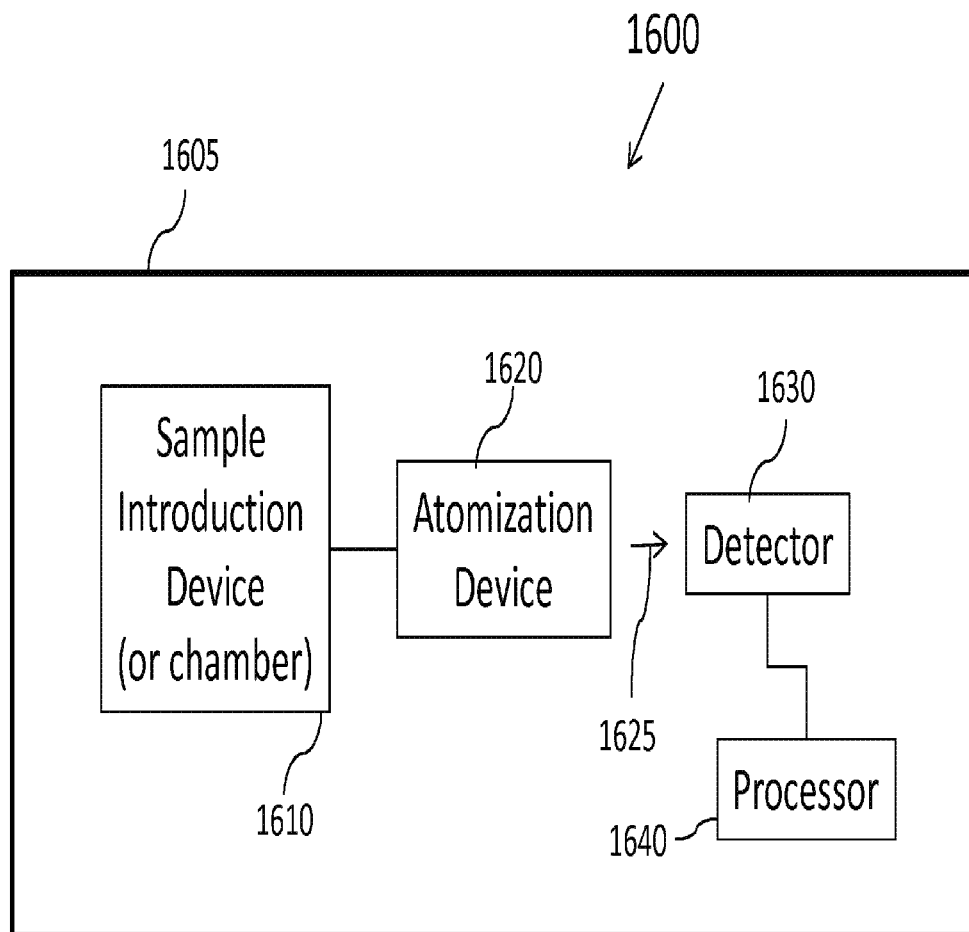 1600
1605
Sample
Introduction
Device
(or chamber)
1610
1620
Atomization
Device
1625
1630
Detector
Processor
1640